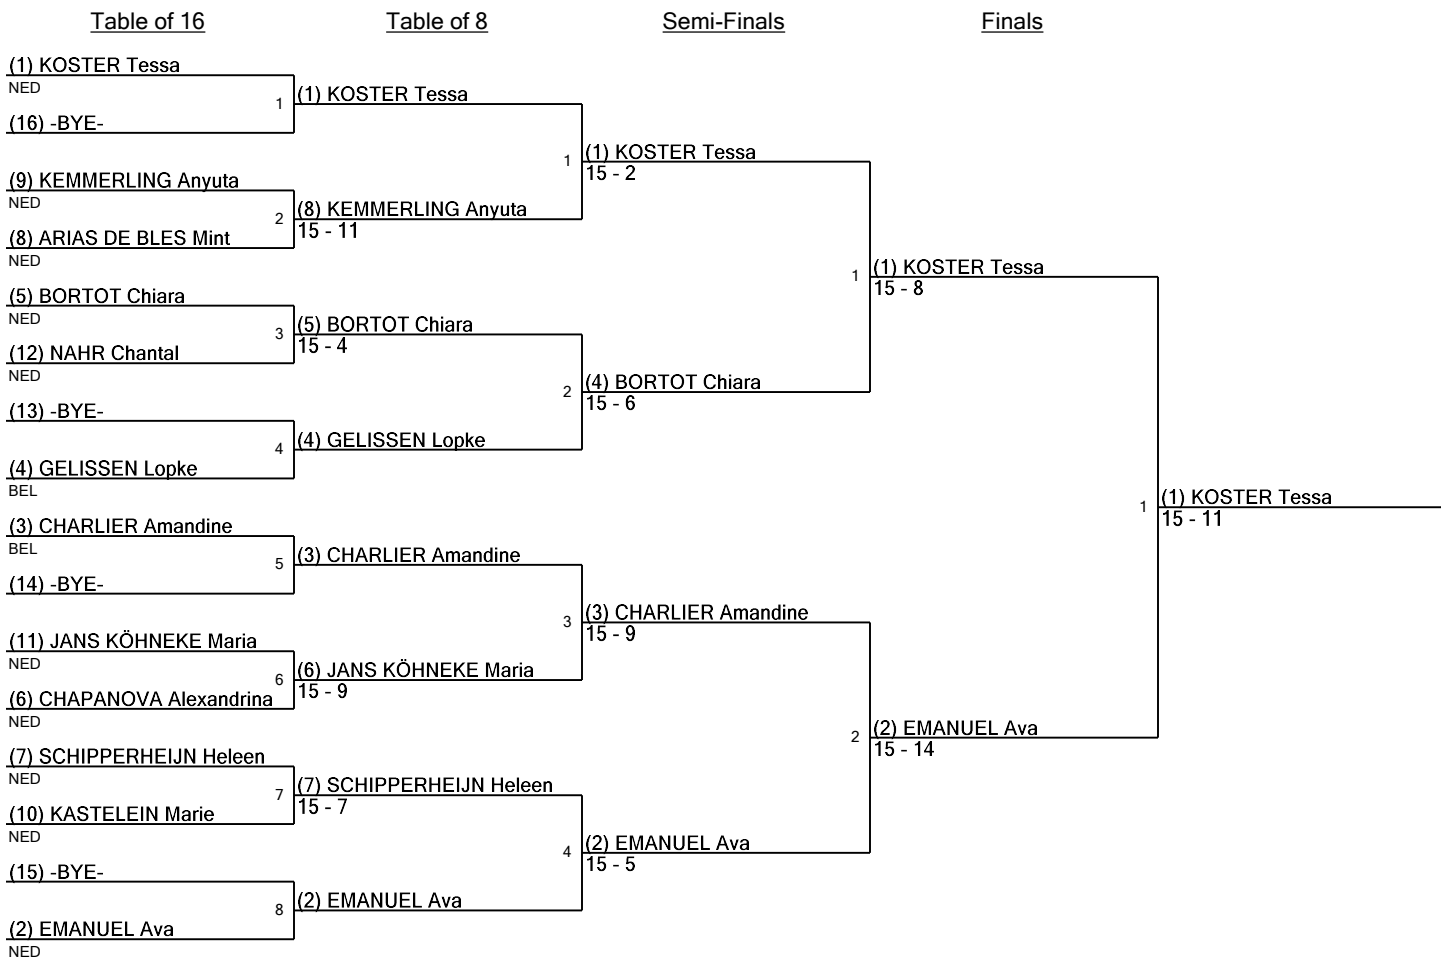 Table of 16
Table of 8
Semi-Finals
Finals
(1) KOSTER Tessa
NED
(16) -BYE-
(9) KEMMERLING Anyuta
NED
(8) ARIAS DE BLES Mint
NED
(5) BORTOT Chiara
NED
(12) NAHR Chantal
NED
(13) -BYE-
(4) GELISSEN Lopke
BEL
(3) CHARLIER Amandine
BEL
(14) -BYE-
(11) JANS KÖHNEKE Maria
NED
(6) CHAPANOVA Alexandrina
NED
(7) SCHIPPERHEIJN Heleen
NED
(10) KASTELEIN Marie
NED
(15) -BYE-
(2) EMANUEL Ava
NED
1
(1) KOSTER Tessa
2
(8) KEMMERLING Anyuta
15 - 11
3
(5) BORTOT Chiara
15 - 4
4
(4) GELISSEN Lopke
5
(3) CHARLIER Amandine
6
(6) JANS KÖHNEKE Maria
15 - 9
7
(7) SCHIPPERHEIJN Heleen
15 - 7
8
(2) EMANUEL Ava
1
(1) KOSTER Tessa
15 - 2
2
(4) BORTOT Chiara
15 - 6
3
(3) CHARLIER Amandine
15 - 9
4
(2) EMANUEL Ava
15 - 5
1
(1) KOSTER Tessa
15 - 8
2
(2) EMANUEL Ava
15 - 14
1
(1) KOSTER Tessa
15 - 11